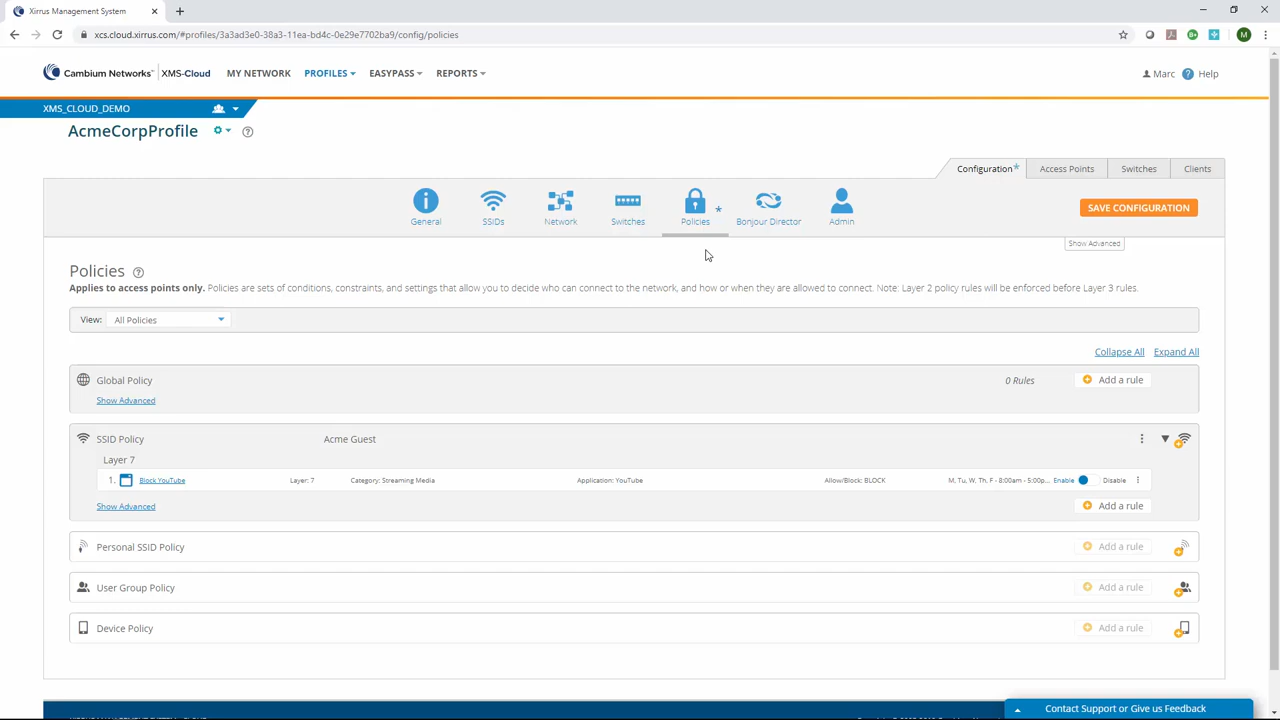 Xirrus Management System
xcs.cloud.xirrus.com/#profiles/3a3ad3e0-38a3-11ea-bd4c-0e29e7702ba9/config/policies
M
Cambium Networks™ XMS-Cloud MY NETWORK PROFILES EASYPASS REPORTS Marc ? Help
XMS_CLOUD_DEMO
AcmeCorpProfile ?
Configuration* Access Points Switches Clients
General SSIDs Network Switches Policies * Bonjour Director Admin SAVE CONFIGURATION
Show Advanced
Policies ?
Applies to access points only. Policies are sets of conditions, constraints, and settings that allow you to decide who can connect to the network, and how or when they are allowed to connect. Note: Layer 2 policy rules will be enforced before Layer 3 rules.
View: All Policies
Collapse All Expand All
Global Policy 0 Rules Add a rule
Show Advanced
SSID Policy Acme Guest
Layer 7
1. Block YouTube Layer: 7 Category: Streaming Media Application: YouTube Allow/Block: BLOCK M, Tu, W, Th, F - 8:00am - 5:00p... Enable Disable
Show Advanced Add a rule
Personal SSID Policy Add a rule
User Group Policy Add a rule
Device Policy Add a rule
Contact Support or Give us Feedback